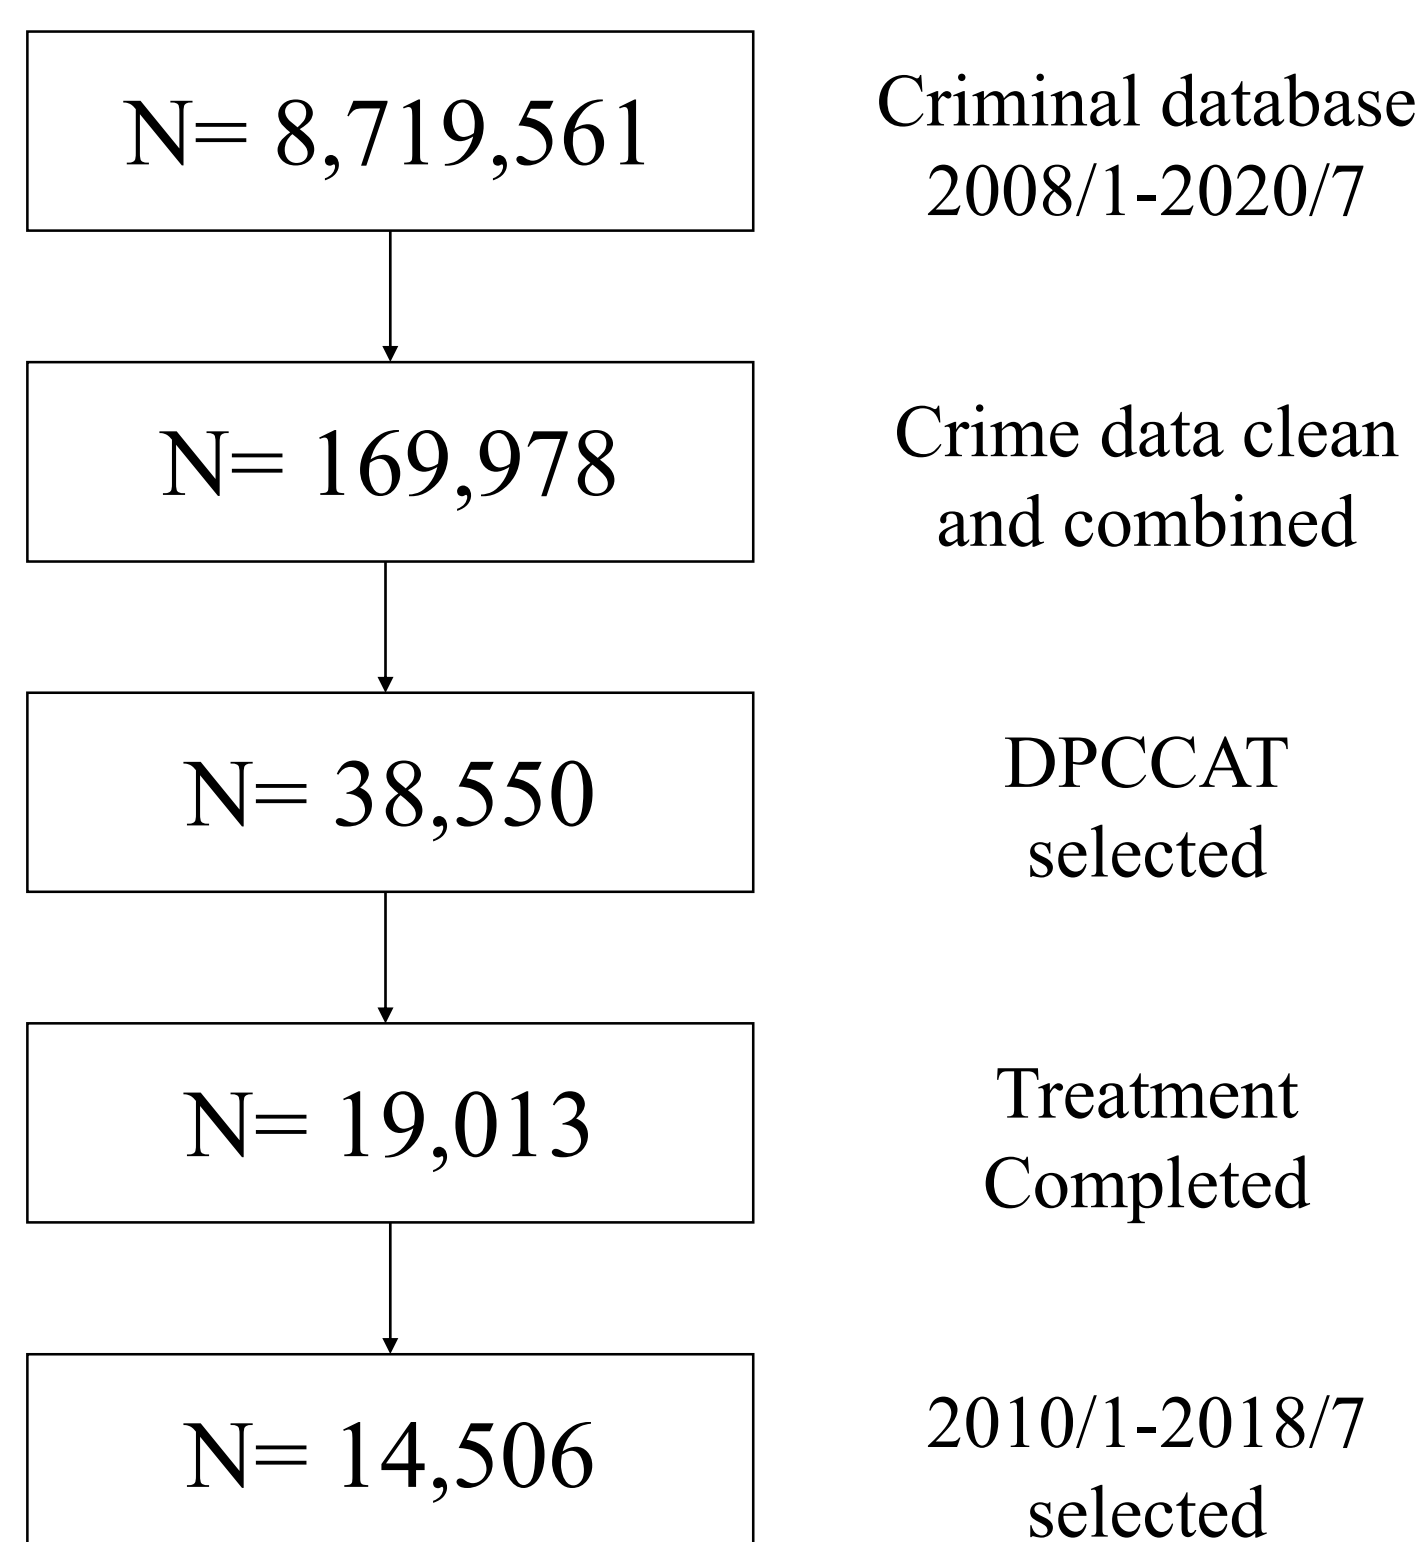 N= 8,719,561
Criminal database
2008/1-2020/7
N= 169,978
Crime data clean
and combined
N= 38,550
DPCCAT
selected
N= 19,013
Treatment
Completed
N= 14,506
2010/1-2018/7
selected